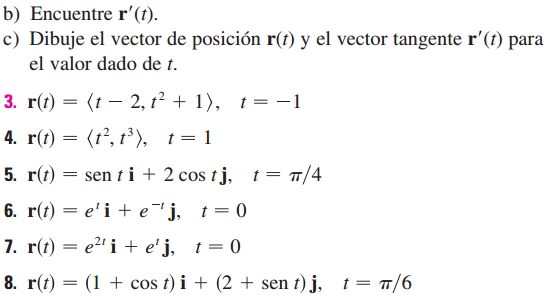 b) Encuentre r′(t).
c) Dibuje el vector de posición r(t) y el vector tangente r′(t) para
el valor dado de t.
3. r(t) = ⟨t − 2, t² + 1⟩, t = −1
4. r(t) = ⟨t², t³⟩, t = 1
5. r(t) = sen t i + 2 cos t j, t = π/4
6. r(t) = eᵗ i + e⁻ᵗ j, t = 0
7. r(t) = e²ᵗ i + eᵗ j, t = 0
8. r(t) = (1 + cos t) i + (2 + sen t) j, t = π/6